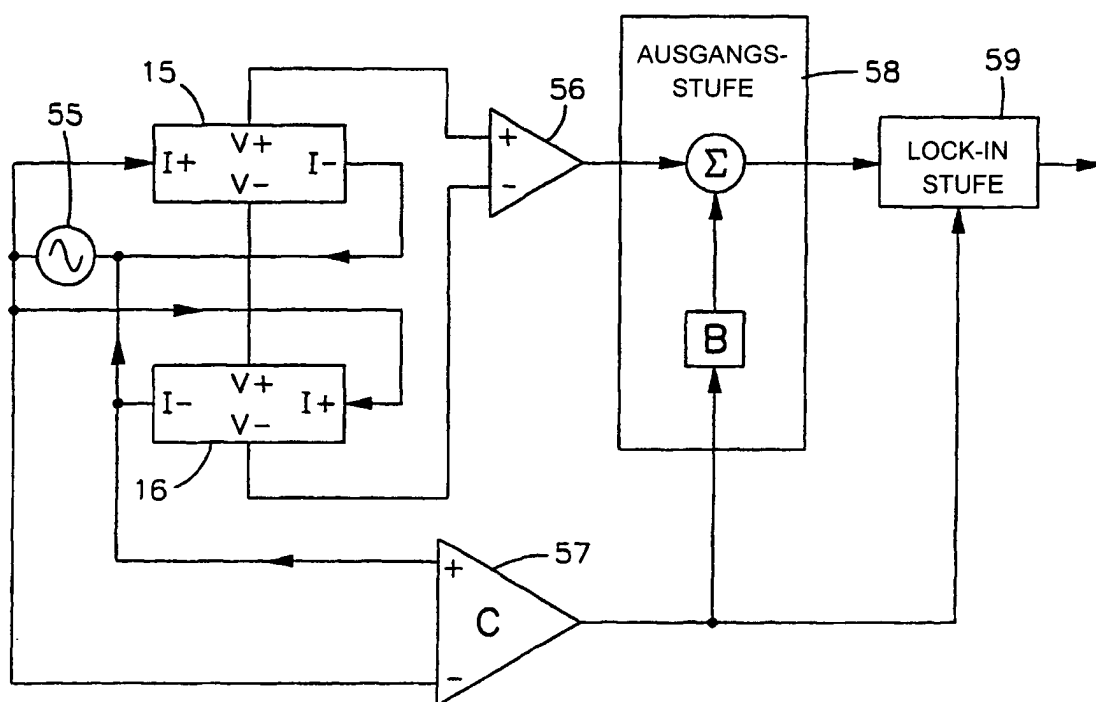 55
15
I+
V+
V-
I-
I-
V+
V-
I+
16
56
+
-
AUSGANGS-
STUFE
58
Σ
B
59
LOCK-IN
STUFE
57
+
C
-